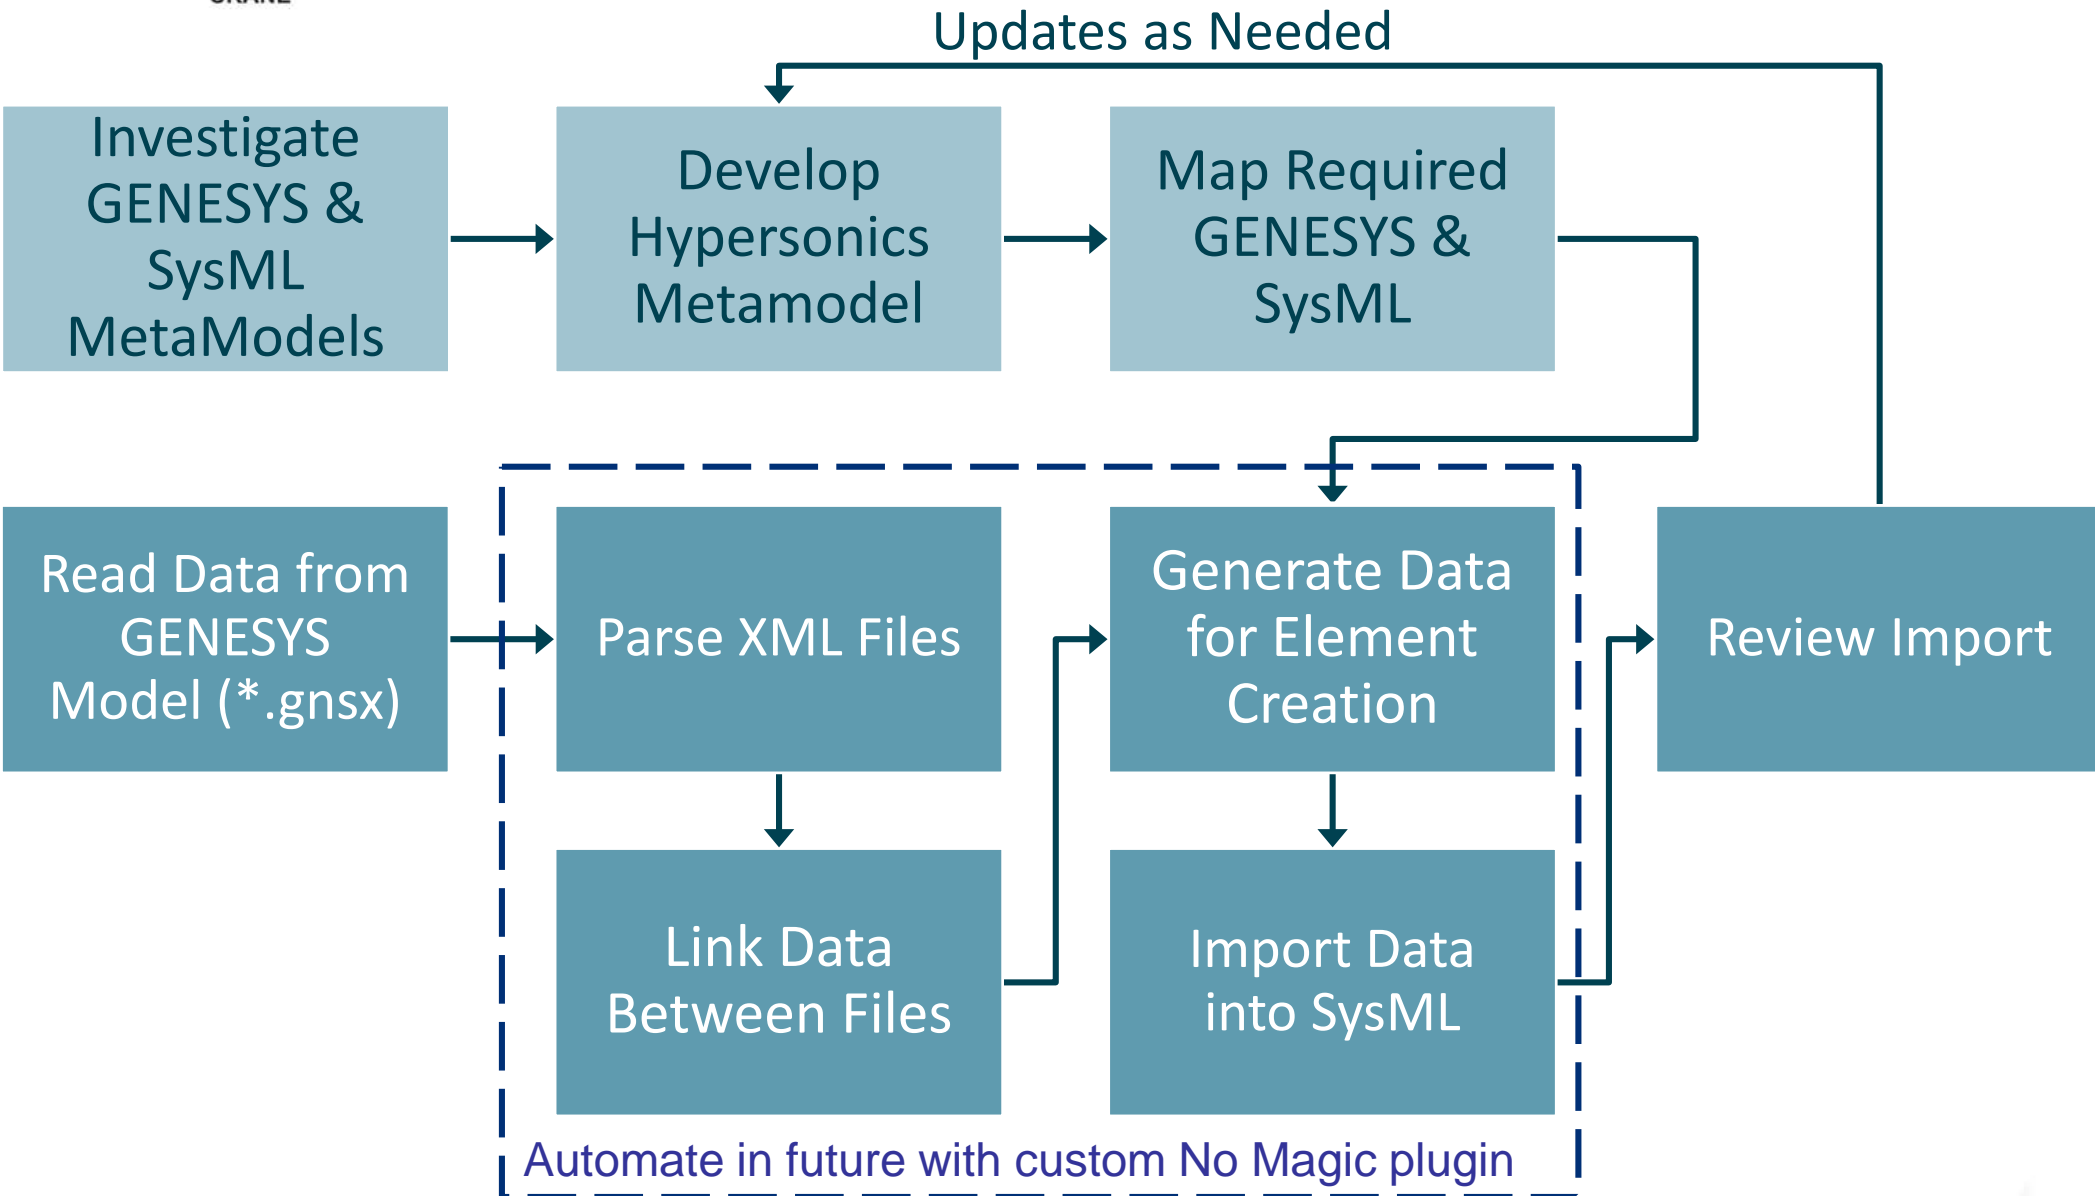 Updates as Needed
Investigate
GENESYS &
SysML
MetaModels
Develop
Hypersonics
Metamodel
Map Required
GENESYS &
SysML
Read Data from
GENESYS
Model (*.gnsx)
Parse XML Files
Generate Data
for Element
Creation
Review Import
Link Data
Between Files
Import Data
into SysML
Automate in future with custom No Magic plugin